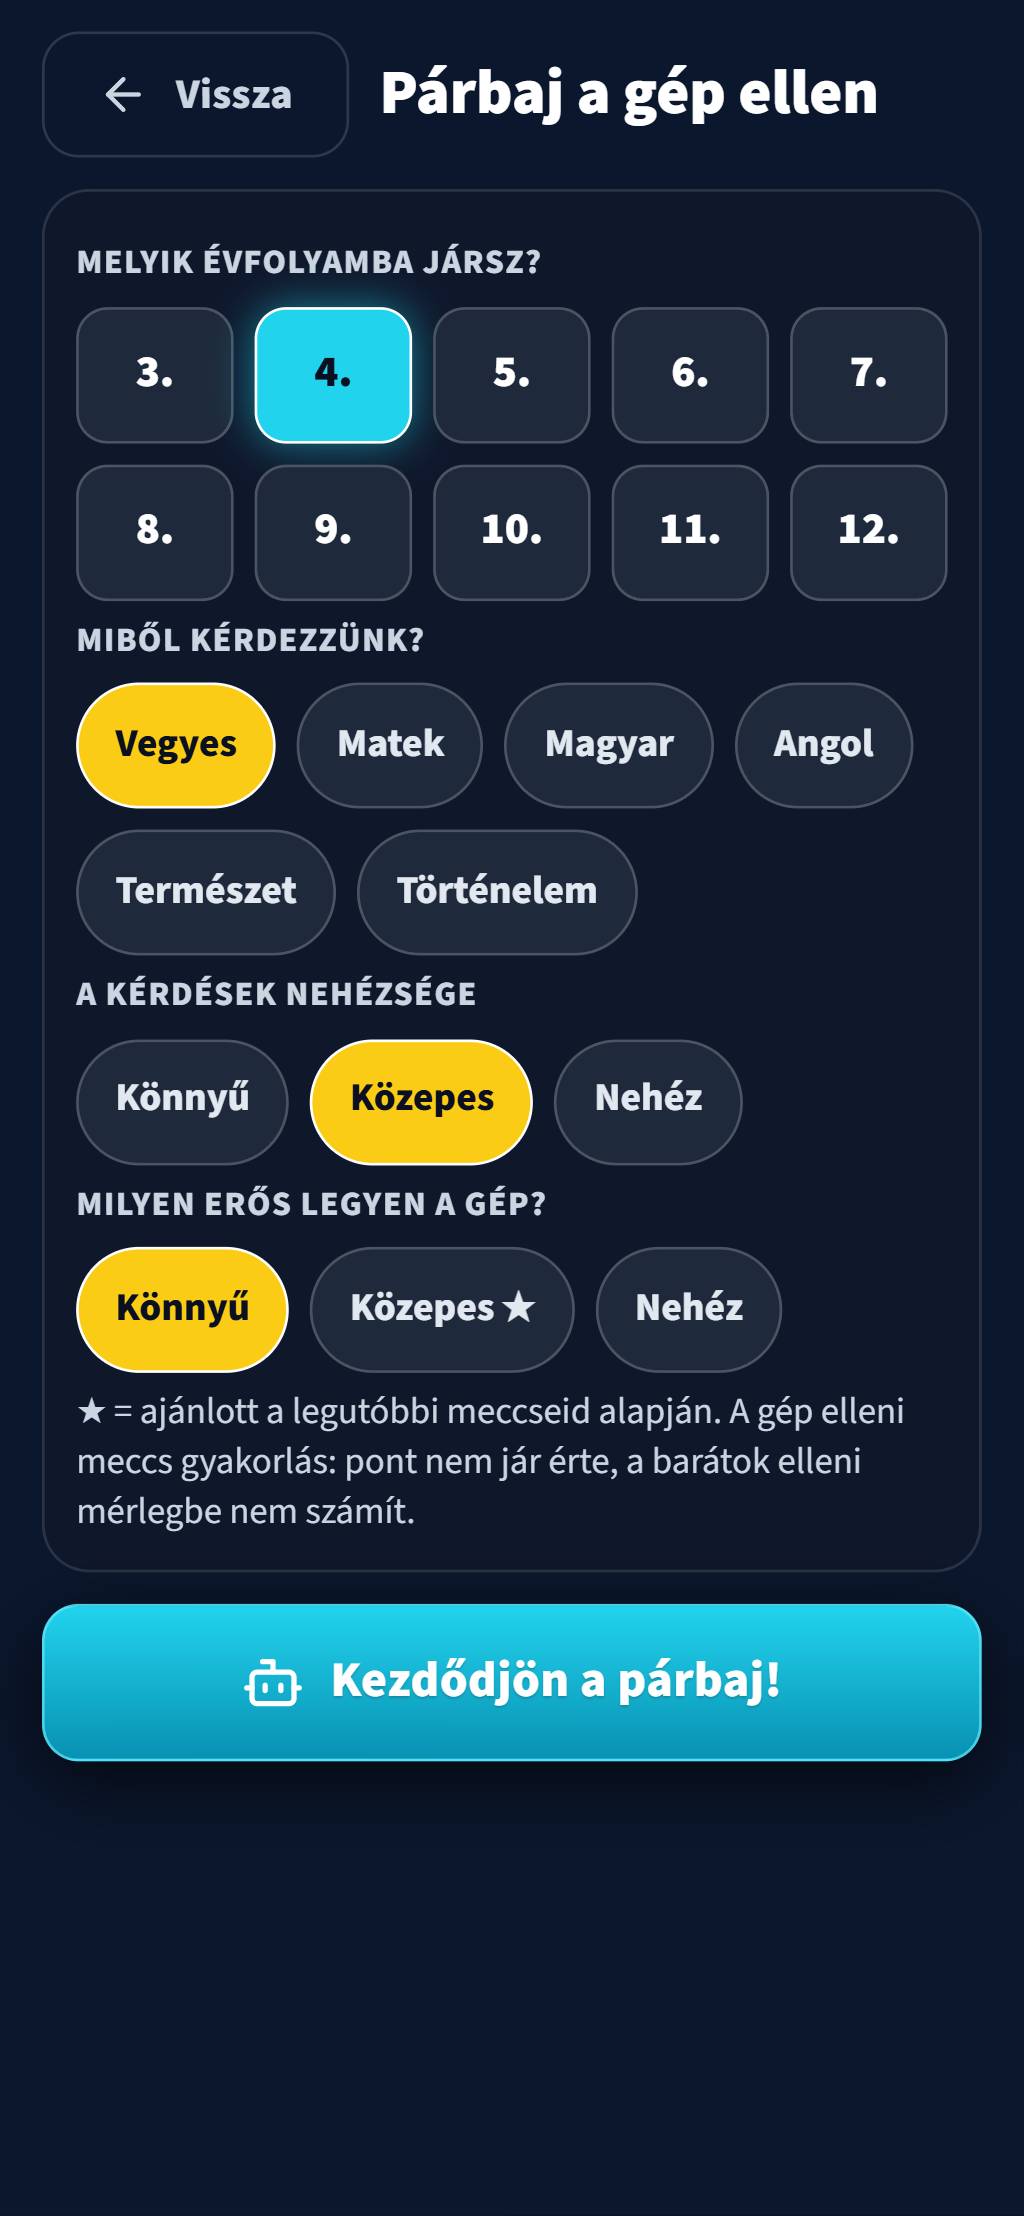 Vissza
Párbaj a gép ellen
MELYIK ÉVFOLYAMBA JÁRSZ?
3. 4. 5. 6. 7.
8. 9. 10. 11. 12.
MIBŐL KÉRDEZZÜNK?
Vegyes Matek Magyar Angol
Természet Történelem
A KÉRDÉSEK NEHÉZSÉGE
Könnyű Közepes Nehéz
MILYEN ERŐS LEGYEN A GÉP?
Könnyű Közepes ★ Nehéz
★ = ajánlott a legutóbbi meccseid alapján. A gép elleni
meccs gyakorlás: pont nem jár érte, a barátok elleni
mérlegbe nem számít.
Kezdődjön a párbaj!